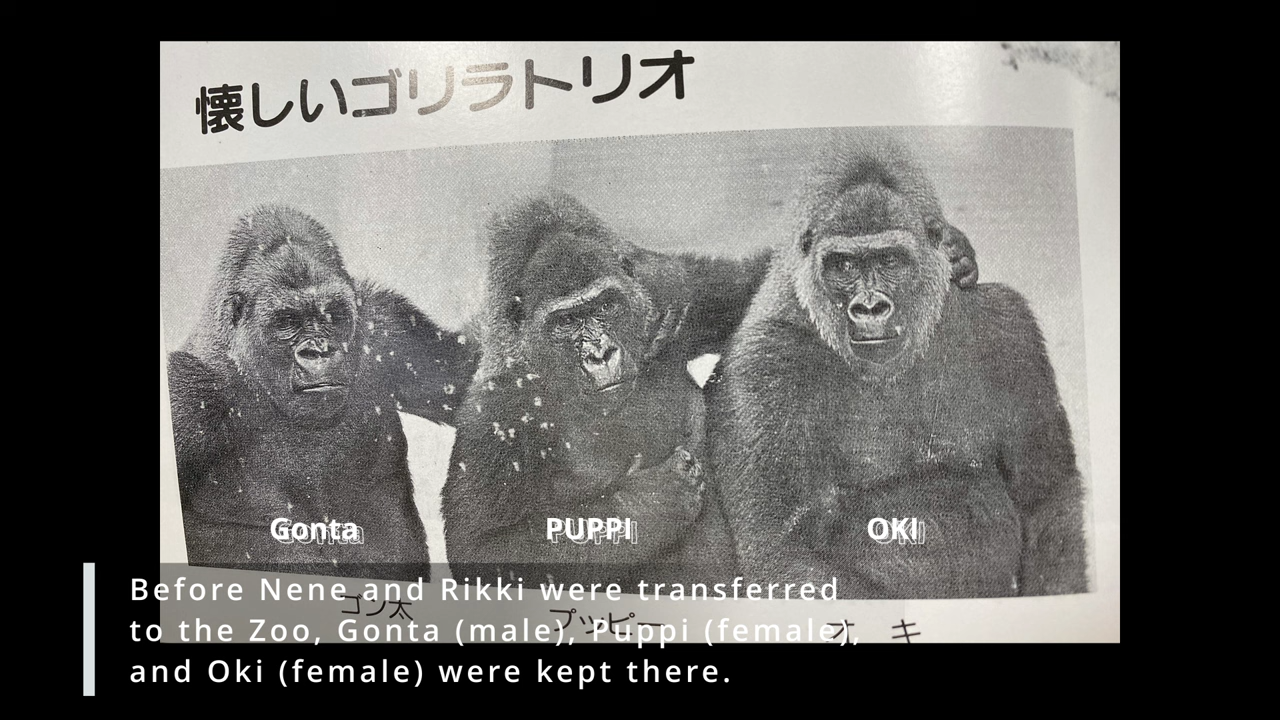 懐しいゴリラトリオ
Gonta PUPPI OKI
ゴン太 プッピー オキ
Before Nene and Rikki were transferred
to the Zoo, Gonta (male), Puppi (female),
and Oki (female) were kept there.